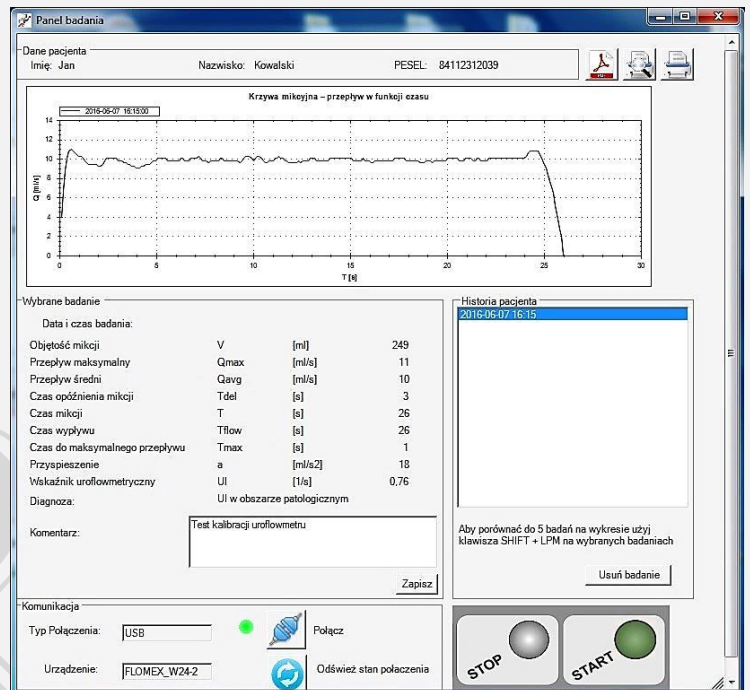 Panel badania
Dane pacjenta
Imię: Jan Nazwisko: Kowalski PESEL: 84112312039
Krzywa mikcyjna – przepływ w funkcji czasu
2016-06-07 16:15:00
14
12
10
8
6
4
2
0
Q [ml/s]
0 5 10 15 20 25 30
T [s]
Wybrane badanie
Data i czas badania:
Objętość mikcji V [ml] 249
Przepływ maksymalny Qmax [ml/s] 11
Przepływ średni Qavg [ml/s] 10
Czas opóźnienia mikcji Tdel [s] 3
Czas mikcji T [s] 26
Czas wypływu Tflow [s] 26
Czas do maksymalnego przepływu Tmax [s] 1
Przyspieszenie a [ml/s2] 18
Wskaźnik uroflowmetryczny UI [1/s] 0,76
Diagnoza: UI w obszarze patologicznym
Komentarz: Test kalibracji uroflowmetru
Zapisz
Historia pacjenta
2016-06-07 16:15
Aby porównać do 5 badań na wykresie użyj
klawisza SHIFT + LPM na wybranych badaniach
Usuń badanie
Komunikacja
Typ Połączenia: USB Połącz
Urządzenie: FLOMEX_W24-2 Odśwież stan połaczenia
STOP START